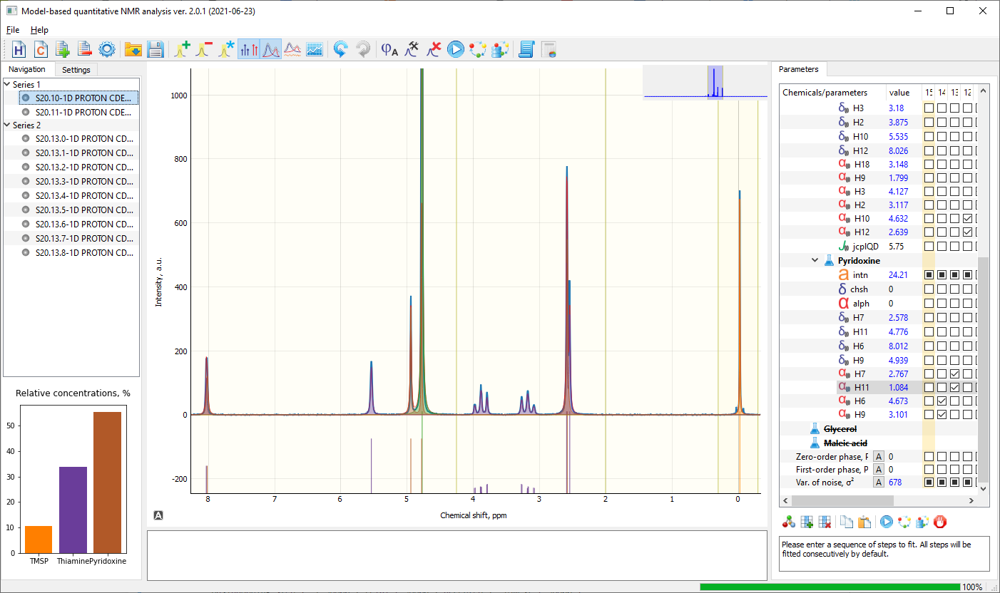 Model-based quantitative NMR analysis ver. 2.0.1 (2021-06-23)
File Help
H C φA
Navigation Settings
Series 1
S20.10-1D PROTON CDE...
S20.11-1D PROTON CDE...
Series 2
S20.13.0-1D PROTON CD...
S20.13.1-1D PROTON CD...
S20.13.2-1D PROTON CD...
S20.13.3-1D PROTON CD...
S20.13.4-1D PROTON CD...
S20.13.5-1D PROTON CD...
S20.13.6-1D PROTON CD...
S20.13.7-1D PROTON CD...
S20.13.8-1D PROTON CD...
Relative concentrations, %
50
40
30
20
10
0
TMSP Thiamine Pyridoxine
Intensity, a.u.
1000
800
600
400
200
0
-200
8 7 6 5 4 3 2 1 0
Chemical shift, ppm
A
Parameters
Chemicals/parameters value 15 14 13 12
δ(i) H3 3.18
δ(i) H2 3.875
δ(i) H10 5.535
δ(i) H12 8.026
α(i) H18 3.148
α(i) H9 1.799
α(i) H3 4.127
α(i) H2 3.117
α(i) H10 4.632
α(i) H12 2.639
J(i) jcplQD 5.75
Pyridoxine
a intn 24.21
δ chsh 0
α alph 0
δ(i) H7 2.578
δ(i) H11 4.776
δ(i) H6 8.012
δ(i) H9 4.939
α(i) H7 2.767
α(i) H11 1.084
α(i) H6 4.673
α(i) H9 3.101
Glycerol
Maleic acid
Zero-order phase, F A 0
First-order phase, P A 0
Var. of noise, σ² A 678
Please enter a sequence of steps to fit. All steps will be
fitted consecutively by default.
100%